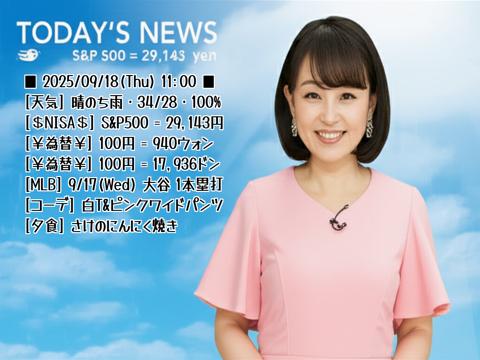 TODAY'S NEWS
S&P 500 = 29,143 yen
■ 2025/09/18(Thu) 11:00 ■
[天気] 晴のち雨・34/28・100%
[$NISA$] S&P500 = 29,143円
[¥為替¥] 100円 = 940ウォン
[¥為替¥] 100円 = 17,936ドン
[MLB] 9/17(Wed) 大谷 1本塁打
[コーデ] 白T&ピンクワイドパンツ
[夕食] さけのにんにく焼き